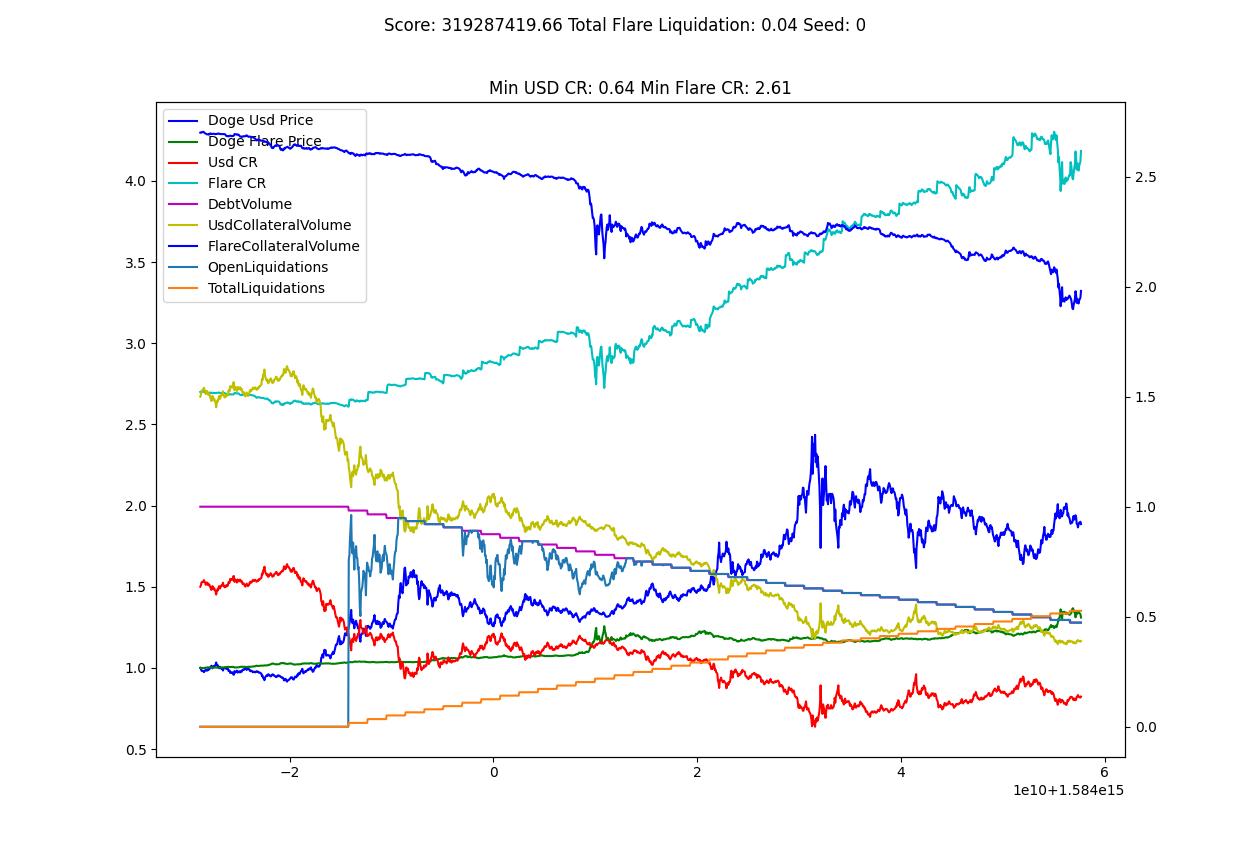 Score: 319287419.66 Total Flare Liquidation: 0.04 Seed: 0
Min USD CR: 0.64 Min Flare CR: 2.61
Doge Usd Price
Doge Flare Price
Usd CR
Flare CR
DebtVolume
UsdCollateralVolume
FlareCollateralVolume
OpenLiquidations
TotalLiquidations
4.0
3.5
3.0
2.5
2.0
1.5
1.0
0.5
2.5
2.0
1.5
1.0
0.5
0.0
−2 0 2 4 6
1e10+1.584e15